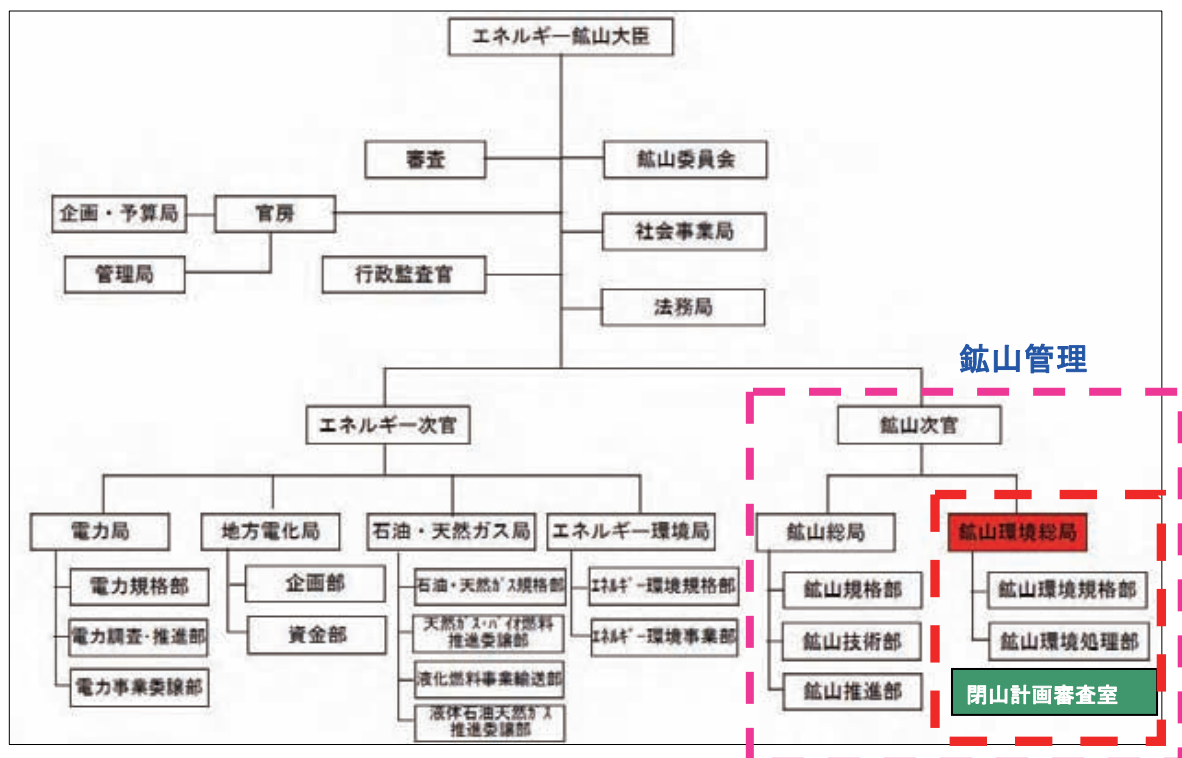 エネルギー鉱山大臣
審査
鉱山委員会
企画・予算局
官房
社会事業局
管理局
行政監査官
法務局
鉱山管理
エネルギー次官
鉱山次官
電力局
地方電化局
石油・天然ガス局
エネルギー環境局
鉱山総局
鉱山環境総局
電力規格部
電力調査・推進部
電力事業委譲部
企画部
資金部
石油・天然ｶﾞｽ規格部
天然ｶﾞｽ・ﾊﾞｲｵ燃料
推進委譲部
液化燃料事業輸送部
液体石油天然ｶﾞｽ
推進委譲部
ｴﾈﾙｷﾞｰ環境規格部
ｴﾈﾙｷﾞｰ環境事業部
鉱山規格部
鉱山技術部
鉱山推進部
鉱山環境規格部
鉱山環境処理部
閉山計画審査室